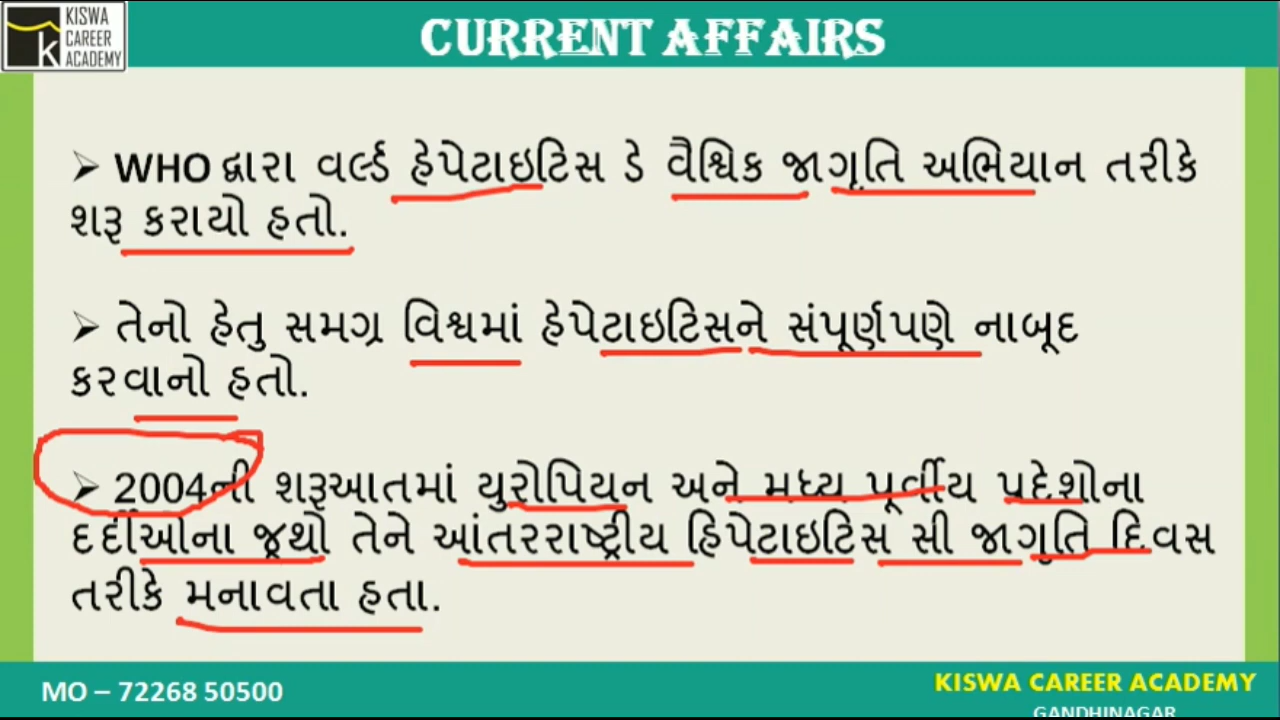 KISWA
CAREER
ACADEMY
K
CURRENT AFFAIRS
➢ WHO દ્વારા વર્લ્ડ હેપેટાઇટિસ ડે વૈશ્વિક જાગૃતિ અભિયાન તરીકે
શરૂ કરાયો હતો.
➢ તેનો હેતુ સમગ્ર વિશ્વમાં હેપેટાઇટિસને સંપૂર્ણપણે નાબૂદ
કરવાનો હતો.
➢ 2004ની શરૂઆતમાં યુરોપિયન અને મધ્ય પૂર્વીય પ્રદેશોના
દર્દીઓના જૂથો તેને આંતરરાષ્ટ્રીય હિપેટાઇટિસ સી જાગૃતિ દિવસ
તરીકે મનાવતા હતા.
MO – 72268 50500
KISWA CAREER ACADEMY
GANDHINAGAR